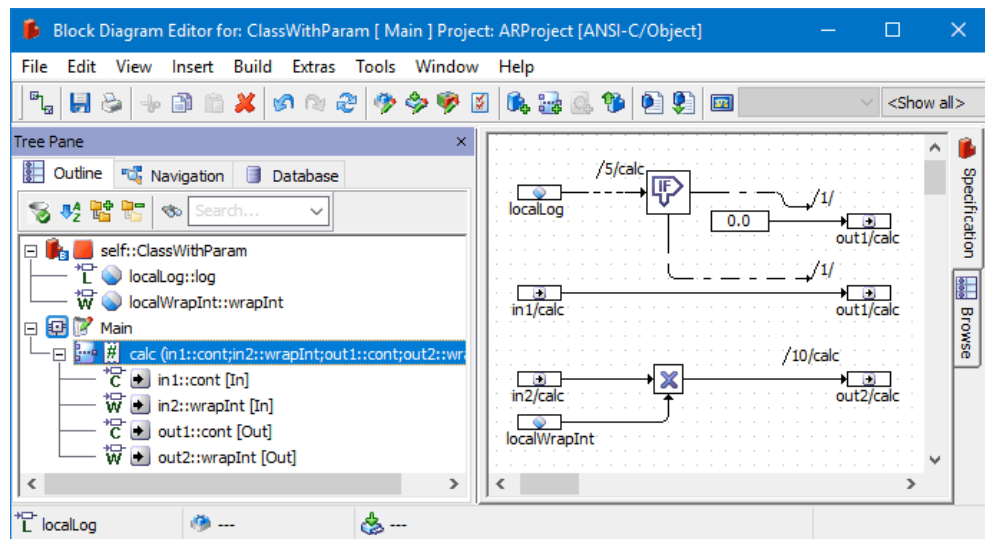 Block Diagram Editor for: ClassWithParam [ Main ] Project: ARProject [ANSI-C/Object]
File Edit View Insert Build Extras Tools Window Help
<Show all>
Tree Pane
Outline Navigation Database
Search...
self::ClassWithParam
L localLog::log
W localWrapInt::wrapInt
Main
# calc (in1::cont;in2::wrapInt;out1::cont;out2::wr
C in1::cont [In]
W in2::wrapInt [In]
C out1::cont [Out]
W out2::wrapInt [Out]
/5/calc
IF
localLog
/1/
0.0
out1/calc
/1/
in1/calc
out1/calc
/10/calc
in2/calc
out2/calc
localWrapInt
Specification
Browse
L localLog
---
---